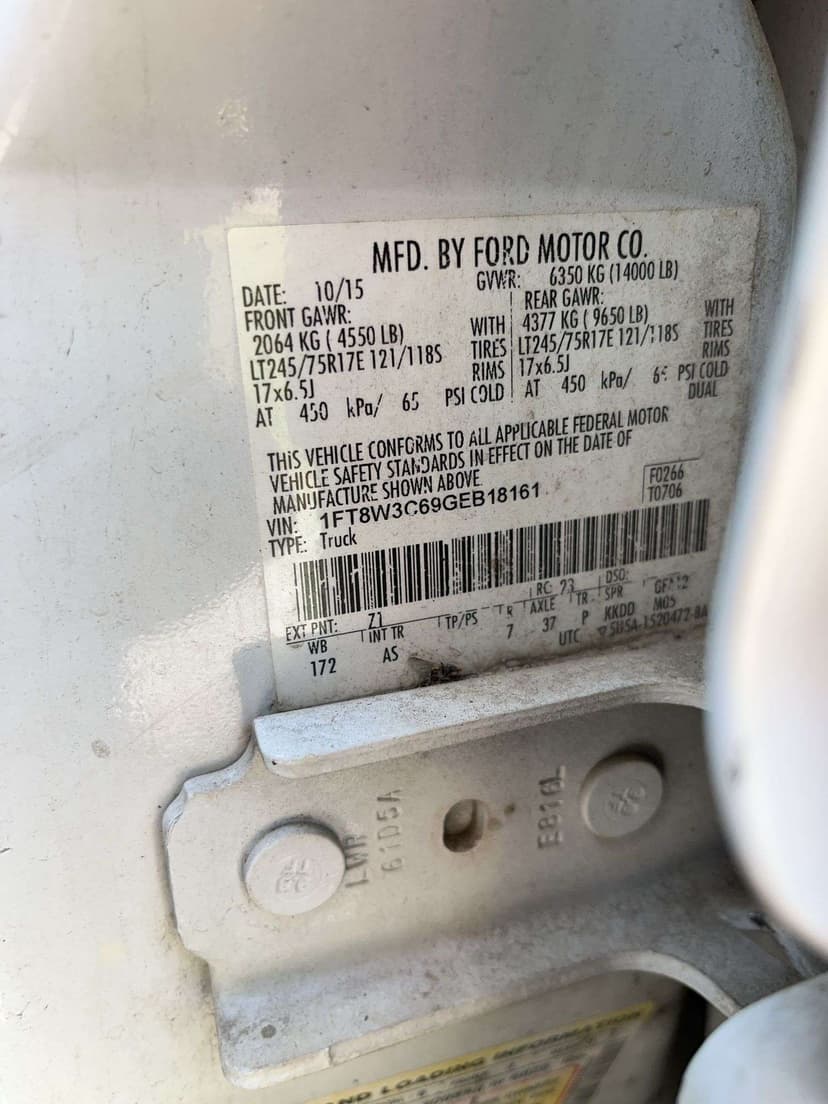 MFD. BY FORD MOTOR CO.
DATE: 10/15 GVWR: 6350 KG (14000 LB)
FRONT GAWR: REAR GAWR:
2064 KG ( 4550 LB) WITH 4377 KG ( 9650 LB) WITH
LT245/75R17E 121/118S TIRES LT245/75R17E 121/118S TIRES
17x6.5J RIMS 17x6.5J RIMS
AT 450 kPa/ 65 PSI COLD AT 450 kPa/ PSI COLD
DUAL
THIS VEHICLE CONFORMS TO ALL APPLICABLE FEDERAL MOTOR
VEHICLE SAFETY STANDARDS IN EFFECT ON THE DATE OF
MANUFACTURE SHOWN ABOVE
F0266
VIN: 1FT8W3C69GEB18161
T0706
TYPE: Truck
RC: 23 DSO:
EXT PNT: Z1
WB INT TR TP/PS R AXLE TR SPR
172 AS 7 37 P KKDD
UTC
LWR
61D5A
LOADING INFORMATION